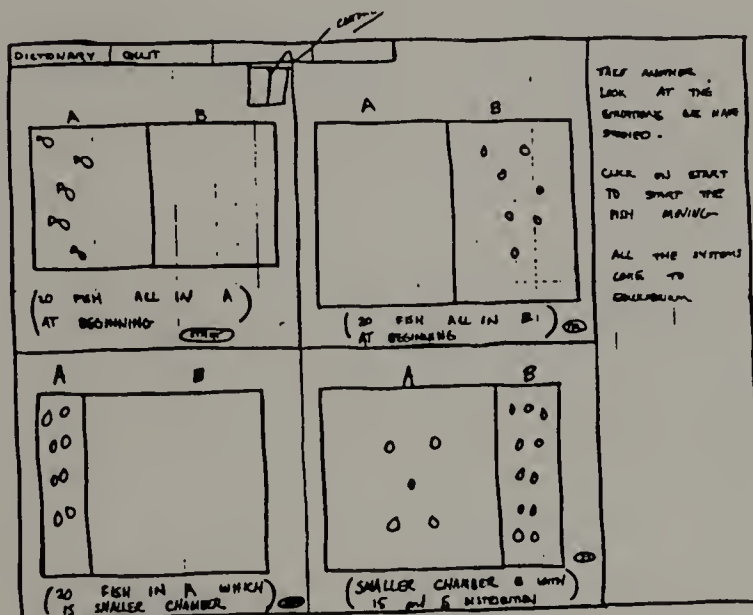 DICTIONARY QUIT
A B
(20 FISH ALL IN A
AT BEGINNING)
START
A B
(20 FISH ALL IN B
AT BEGINNING)
A B
(20 FISH IN A WHICH
IS SMALLER CHAMBER)
A B
(SMALLER CHAMBER B WITH
15 5 DISTRIBUTION)
TAKE ANOTHER
LOOK AT THE
SITUATIONS WE HAVE
STUDIED.
CLICK ON START
TO START THE
FISH MOVING
ALL THE SYSTEMS
COME TO
EQUILIBRIUM